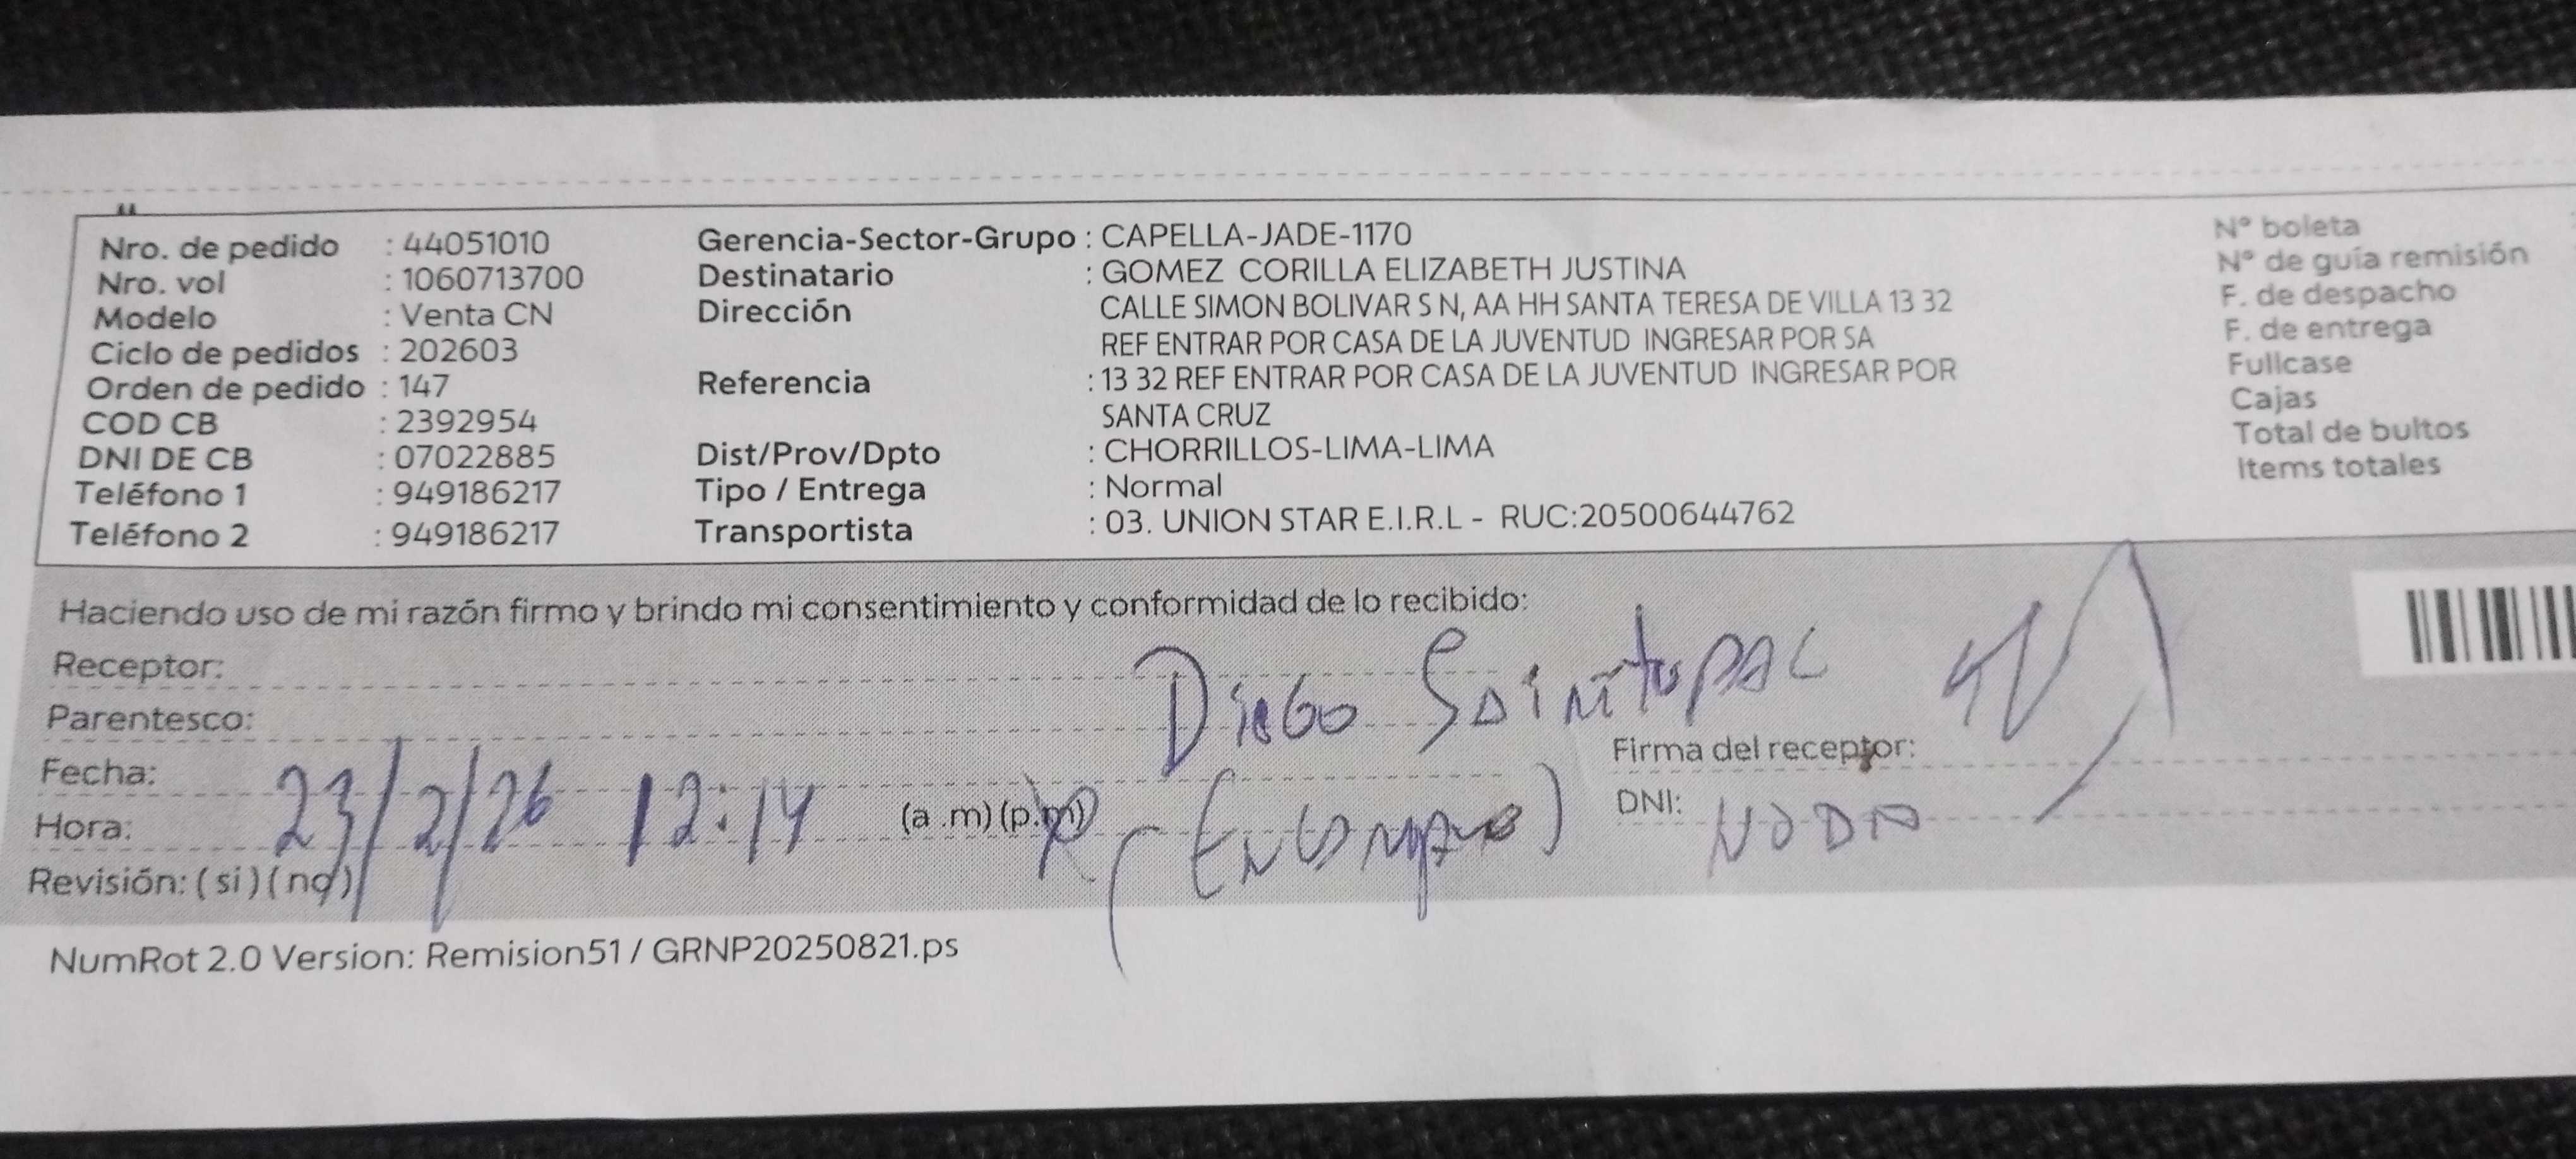 Nro. de pedido : 44051010
Nro. vol : 1060713700
Modelo : Venta CN
Ciclo de pedidos : 202603
Orden de pedido : 147
COD CB : 2392954
DNI DE CB : 07022885
Teléfono 1 : 949186217
Teléfono 2 : 949186217
Gerencia-Sector-Grupo : CAPELLA-JADE-1170
Destinatario : GOMEZ CORILLA ELIZABETH JUSTINA
Dirección CALLE SIMON BOLIVAR S N, AA HH SANTA TERESA DE VILLA 13 32
REF ENTRAR POR CASA DE LA JUVENTUD INGRESAR POR SA
Referencia : 13 32 REF ENTRAR POR CASA DE LA JUVENTUD INGRESAR POR
SANTA CRUZ
Dist/Prov/Dpto : CHORRILLOS-LIMA-LIMA
Tipo / Entrega : Normal
Transportista : 03. UNION STAR E.I.R.L - RUC:20500644762
N° boleta
N° de guía remisión
F. de despacho
F. de entrega
Fullcase
Cajas
Total de bultos
Items totales
Haciendo uso de mi razón firmo y brindo mi consentimiento y conformidad de lo recibido:
Receptor: Diego
Parentesco:
Firma del receptor:
Fecha: 23/2/26
Hora: 12:14 (a .m) (p.m)
DNI:
Revisión: ( si ) ( no )
NumRot 2.0 Version: Remision51 / GRNP20250821.ps